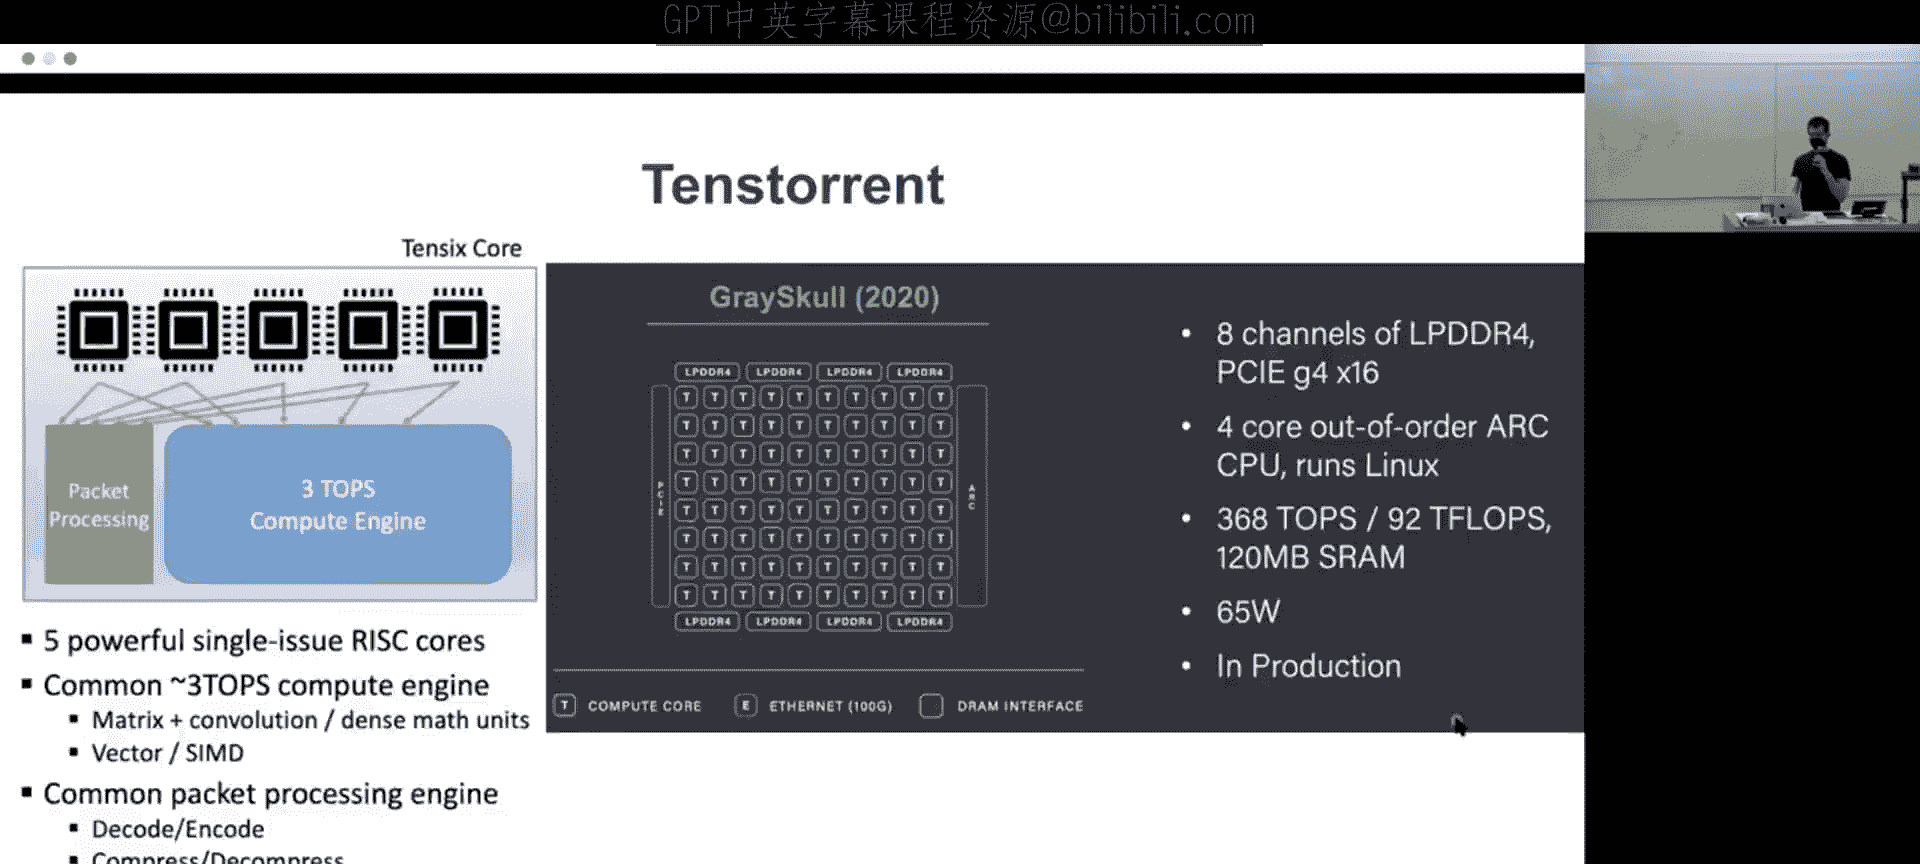 GPT中英字幕课程资源@bilibili.com
Tenstorrent
Tensix Core
Packet
Processing
3 TOPS
Compute Engine
▪ 5 powerful single-issue RISC cores
▪ Common ~3TOPS compute engine
▪ Matrix + convolution / dense math units
▪ Vector / SIMD
▪ Common packet processing engine
▪ Decode/Encode
▪ Compress/Decompress
GraySkull (2020)
LPDDR4 LPDDR4 LPDDR4 LPDDR4
T T T T T T T T T T
T T T T T T T T T T
T T T T T T T T T T
T T T T T T T T T T
T T T T T T T T T T
T T T T T T T T T T
T T T T T T T T T T
T T T T T T T T T T
PCIE
ARC
LPDDR4 LPDDR4 LPDDR4 LPDDR4
T COMPUTE CORE E ETHERNET (100G) DRAM INTERFACE
• 8 channels of LPDDR4,
PCIE g4 x16
• 4 core out-of-order ARC
CPU, runs Linux
• 368 TOPS / 92 TFLOPS,
120MB SRAM
• 65W
• In Production